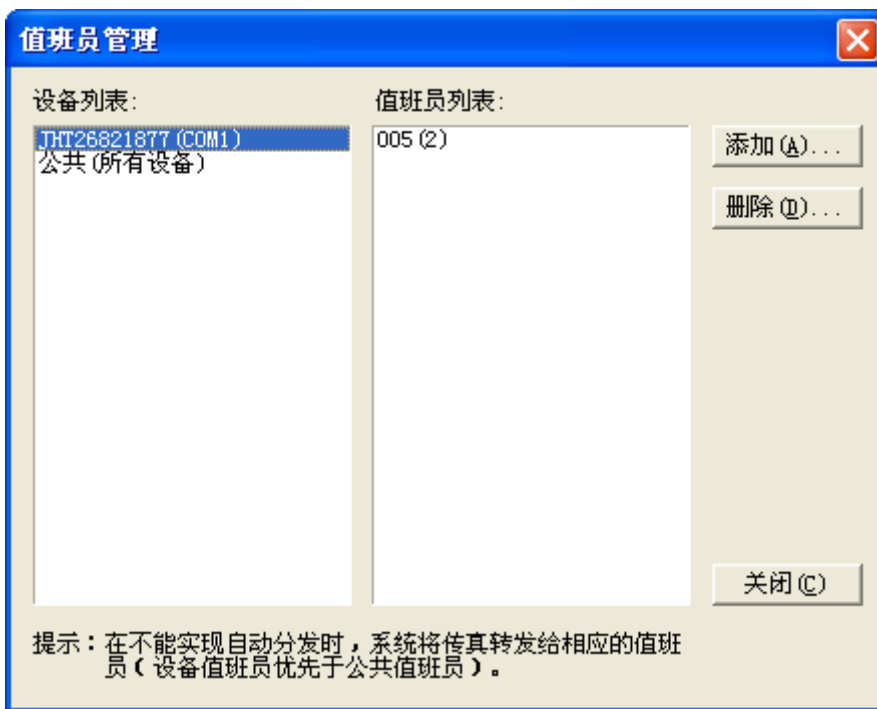 值班员管理
设备列表:
值班员列表:
JHT26821877(COM1)
公共(所有设备)
005(2)
添加(A)...
删除(D)...
关闭(C)
提示：在不能实现自动分发时，系统将传真转发给相应的值班
员(设备值班员优先于公共值班员)。